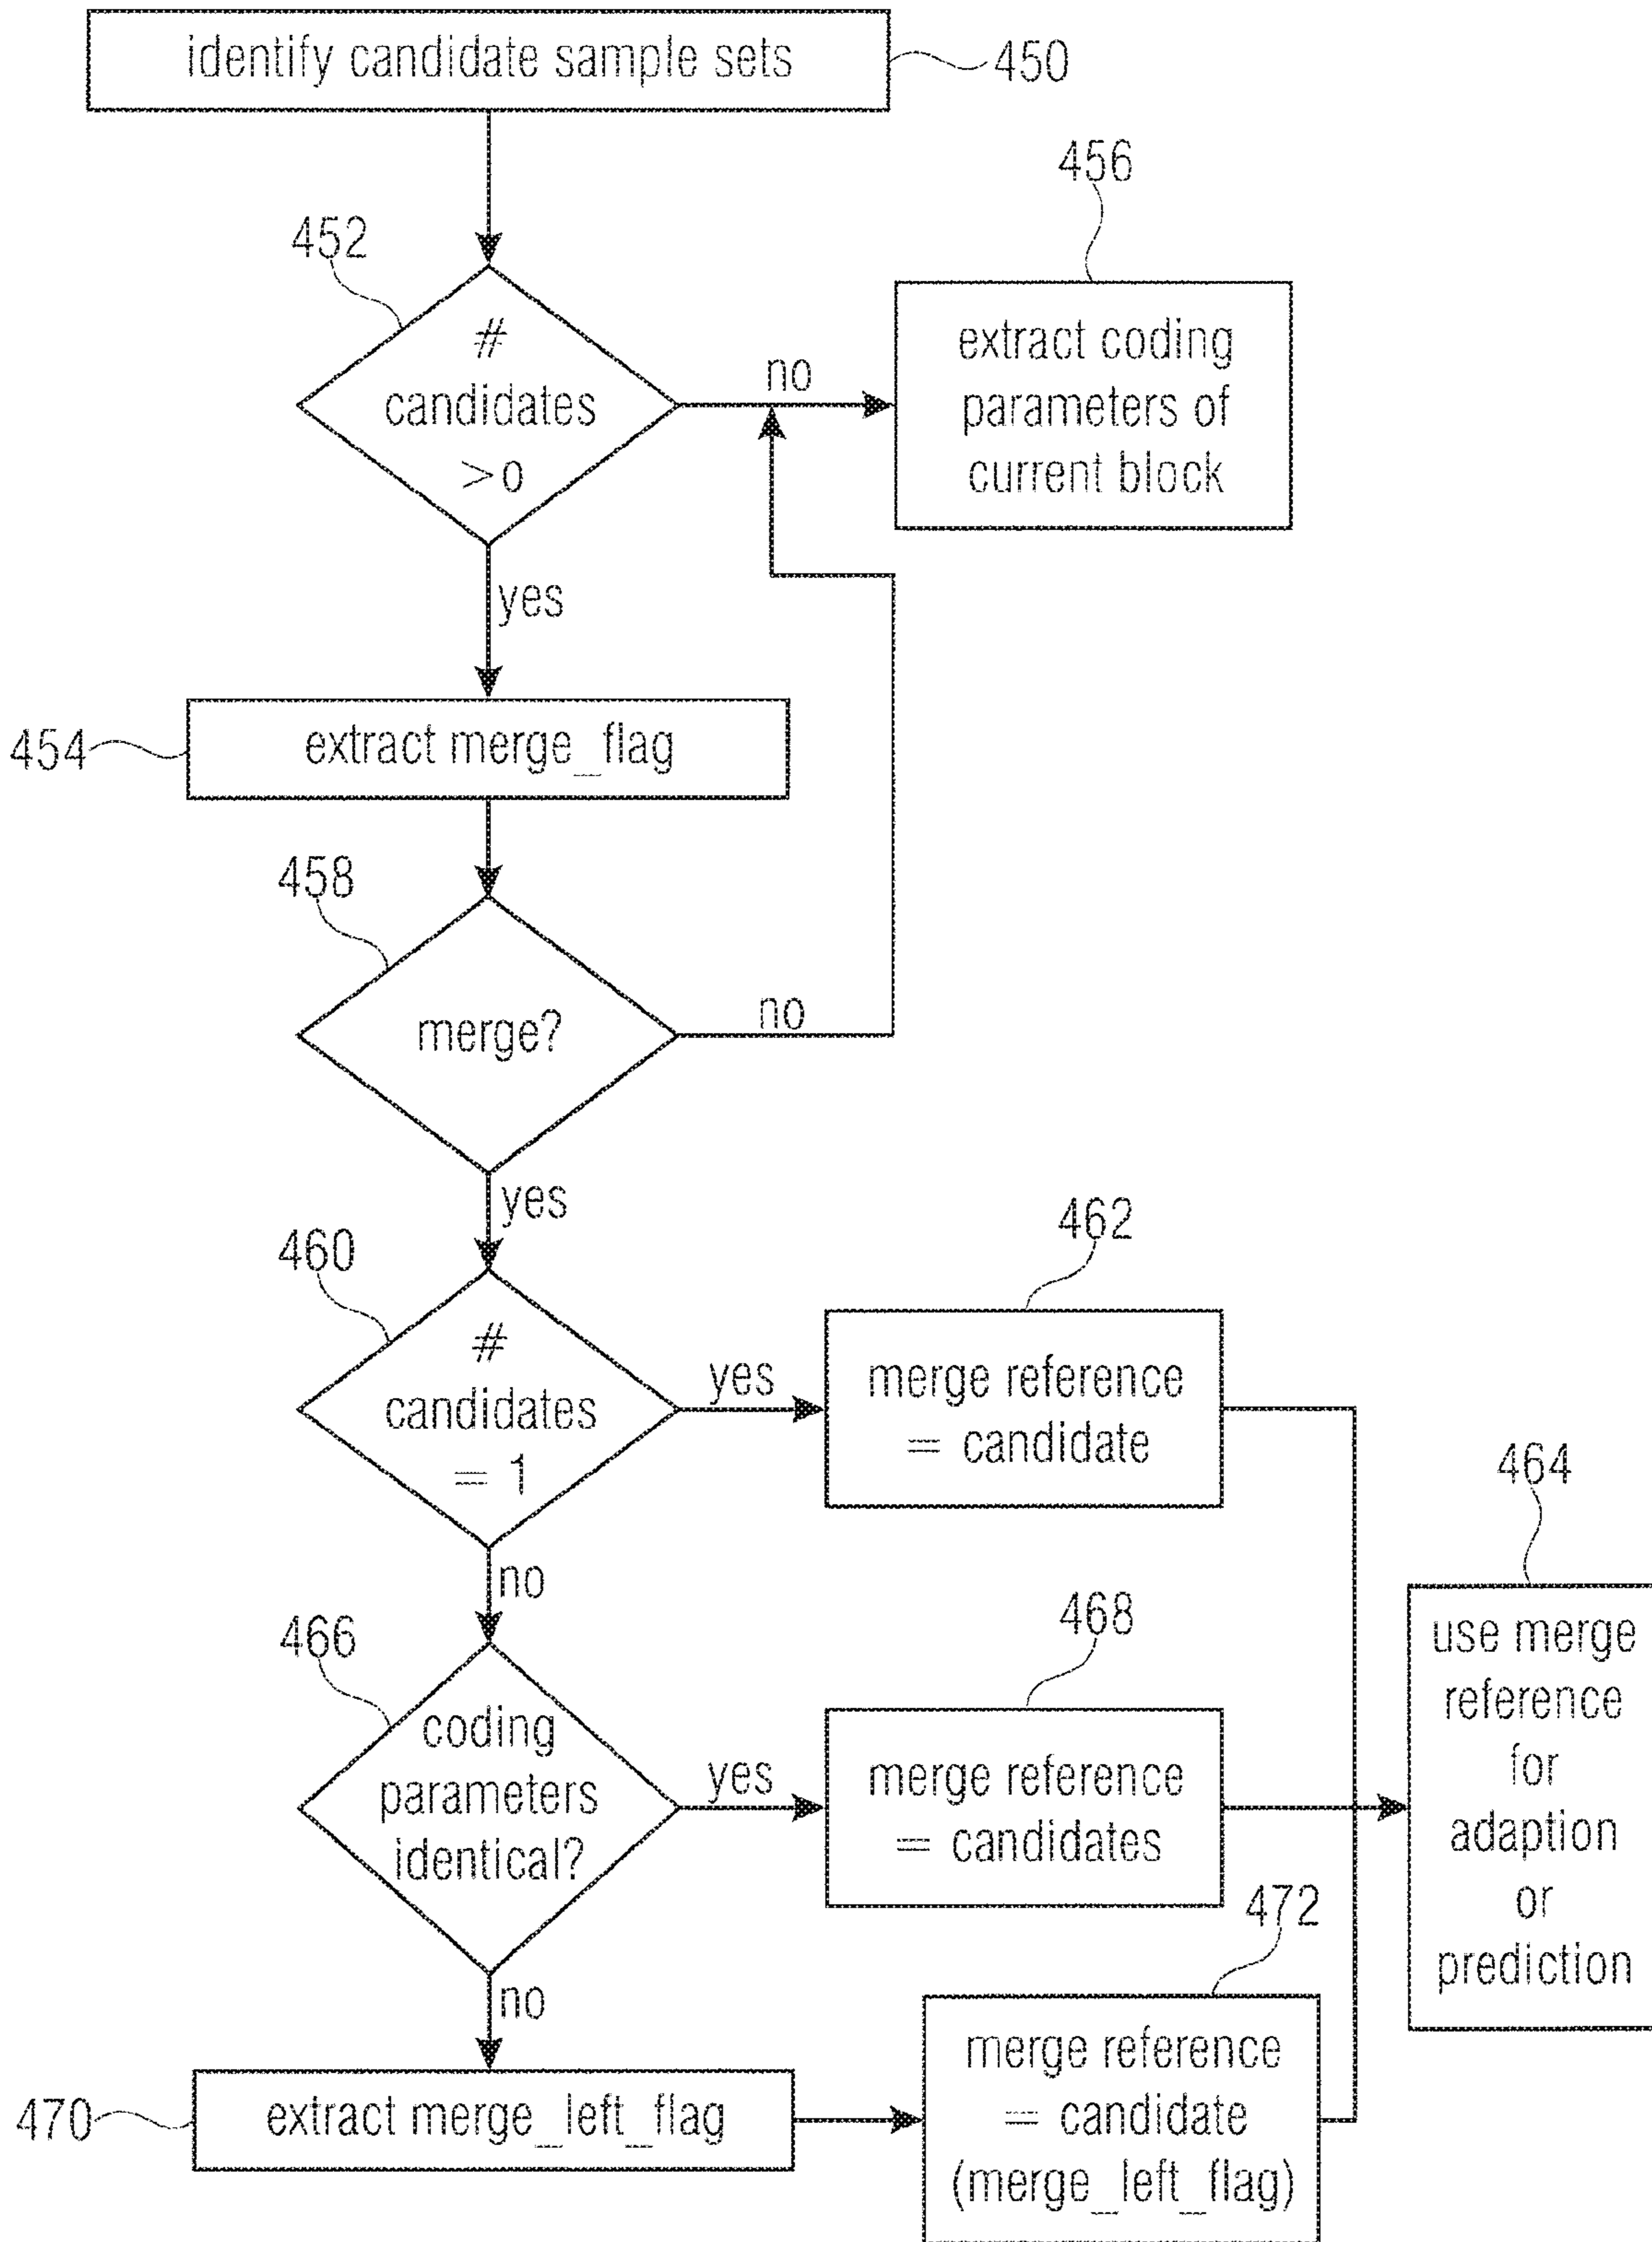 identify candidate sample sets
450
456
452
#
candidates
>0
no
extract coding
parameters of
current block
yes
454
extract merge_flag
458
merge?
no
yes
460
#
candidates
= 1
yes
462
merge reference
= candidate
464
use merge
reference
for
adaption
or
prediction
no
466
coding
parameters
identical?
yes
468
merge reference
= candidates
472
no
470
extract merge_left_flag
merge reference
= candidate
(merge_left_flag)